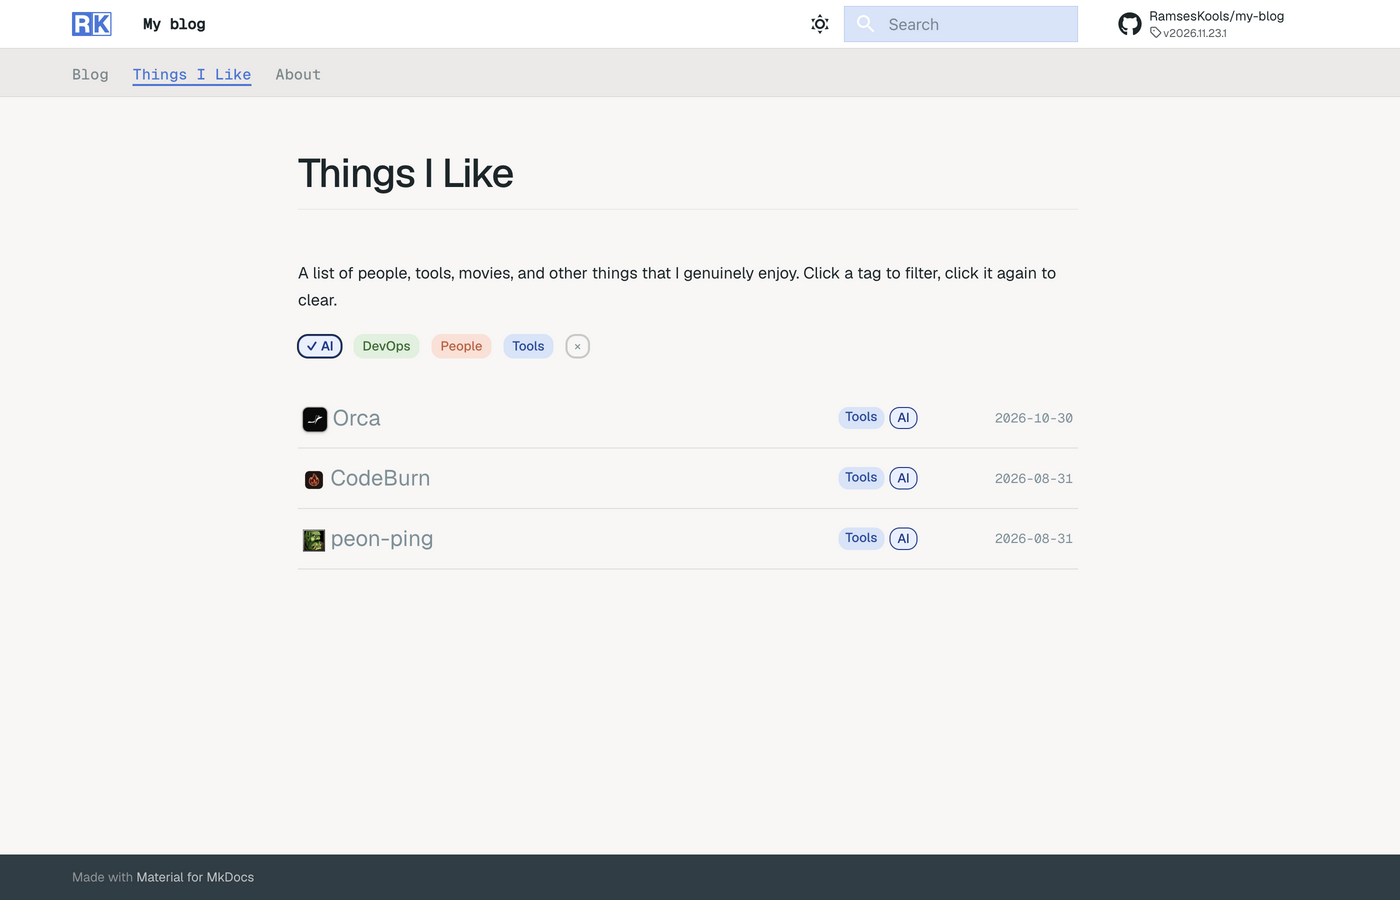 RK
My blog
Search
RamsesKools/my-blog
v2026.11.23.1
Blog
Things I Like
About
Things I Like
A list of people, tools, movies, and other things that I genuinely enjoy. Click a tag to filter, click it again to
clear.
✓ AI
DevOps
People
Tools
×
Orca
Tools
AI
2026-10-30
CodeBurn
Tools
AI
2026-08-31
peon-ping
Tools
AI
2026-08-31
Made with Material for MkDocs